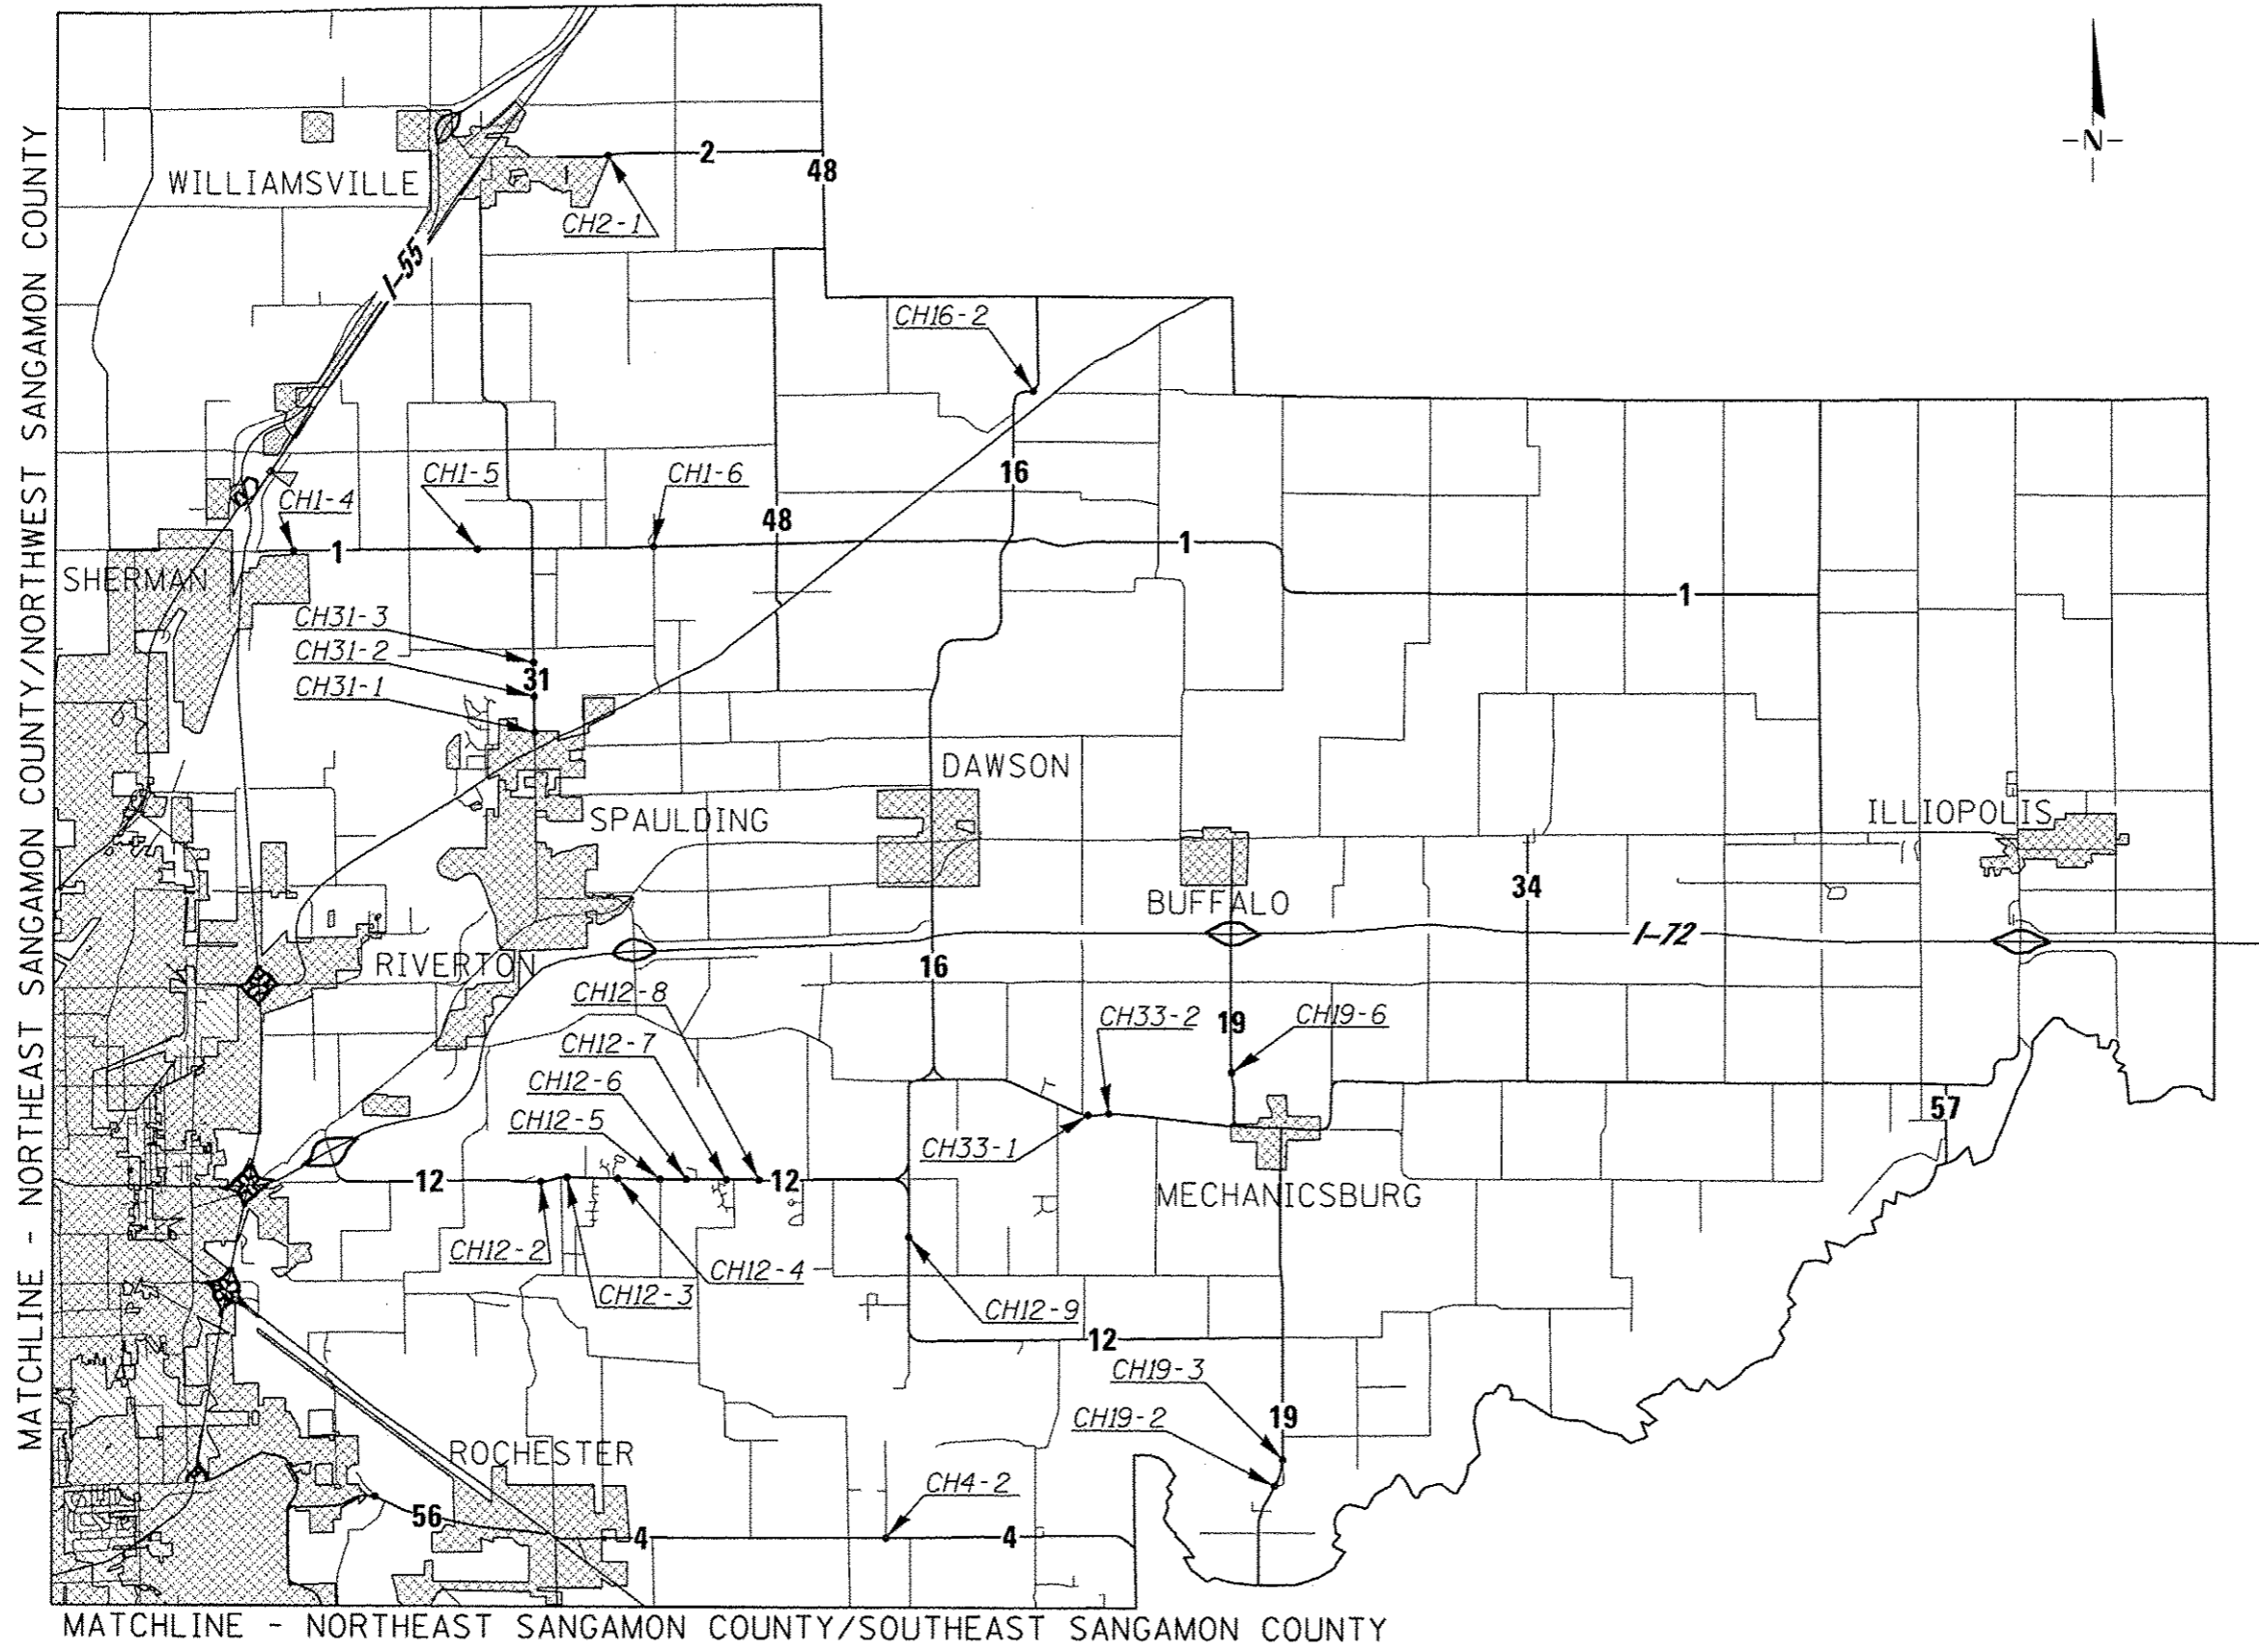 2
48
-N-
WILLIAMSVILLE
CH2-1
I-55
CH16-2
16
CH1-4
CH1-5
CH1-6
48
1
1
1
SHERMAN
CH31-3
CH31-2
CH31-1
31
DAWSON
SPAULDING
ILLIOPOLIS
BUFFALO
34
I-72
16
RIVERTON
CH12-8
CH12-7
CH12-6
CH12-5
CH33-2
19
CH19-6
57
CH33-1
12
12
MECHANICSBURG
CH12-2
CH12-3
CH12-4
CH12-9
12
CH19-3
CH19-2
19
ROCHESTER
CH4-2
56
4
4
MATCHLINE - NORTHEAST SANGAMON COUNTY/NORTHWEST SANGAMON COUNTY
MATCHLINE - NORTHEAST SANGAMON COUNTY/SOUTHEAST SANGAMON COUNTY